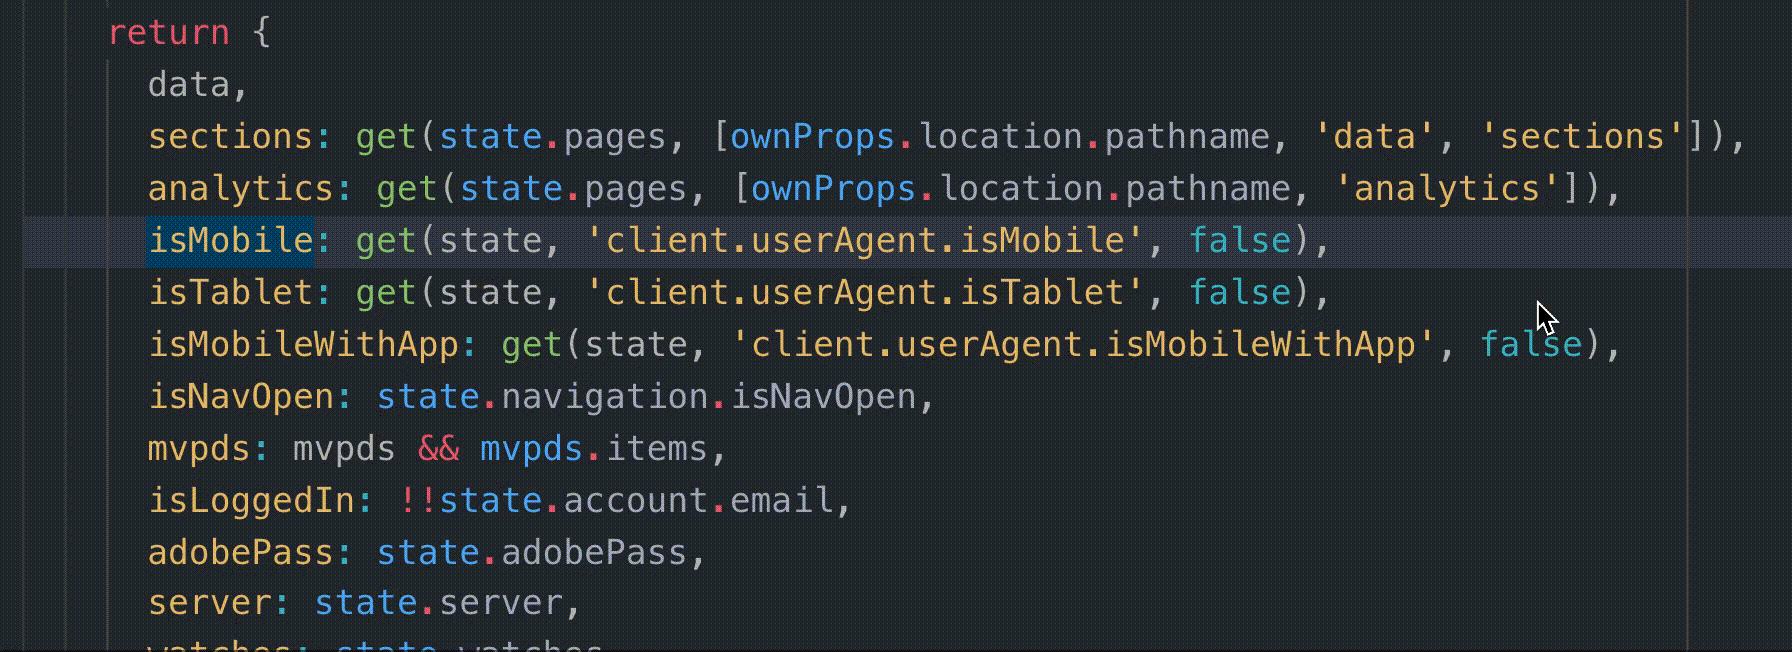 return {
data,
sections: get(state.pages, [ownProps.location.pathname, 'data', 'sections']),
analytics: get(state.pages, [ownProps.location.pathname, 'analytics']),
isMobile: get(state, 'client.userAgent.isMobile', false),
isTablet: get(state, 'client.userAgent.isTablet', false),
isMobileWithApp: get(state, 'client.userAgent.isMobileWithApp', false),
isNavOpen: state.navigation.isNavOpen,
mvpds: mvpds && mvpds.items,
isLoggedIn: !!state.account.email,
adobePass: state.adobePass,
server: state.server,
watches: state.watches